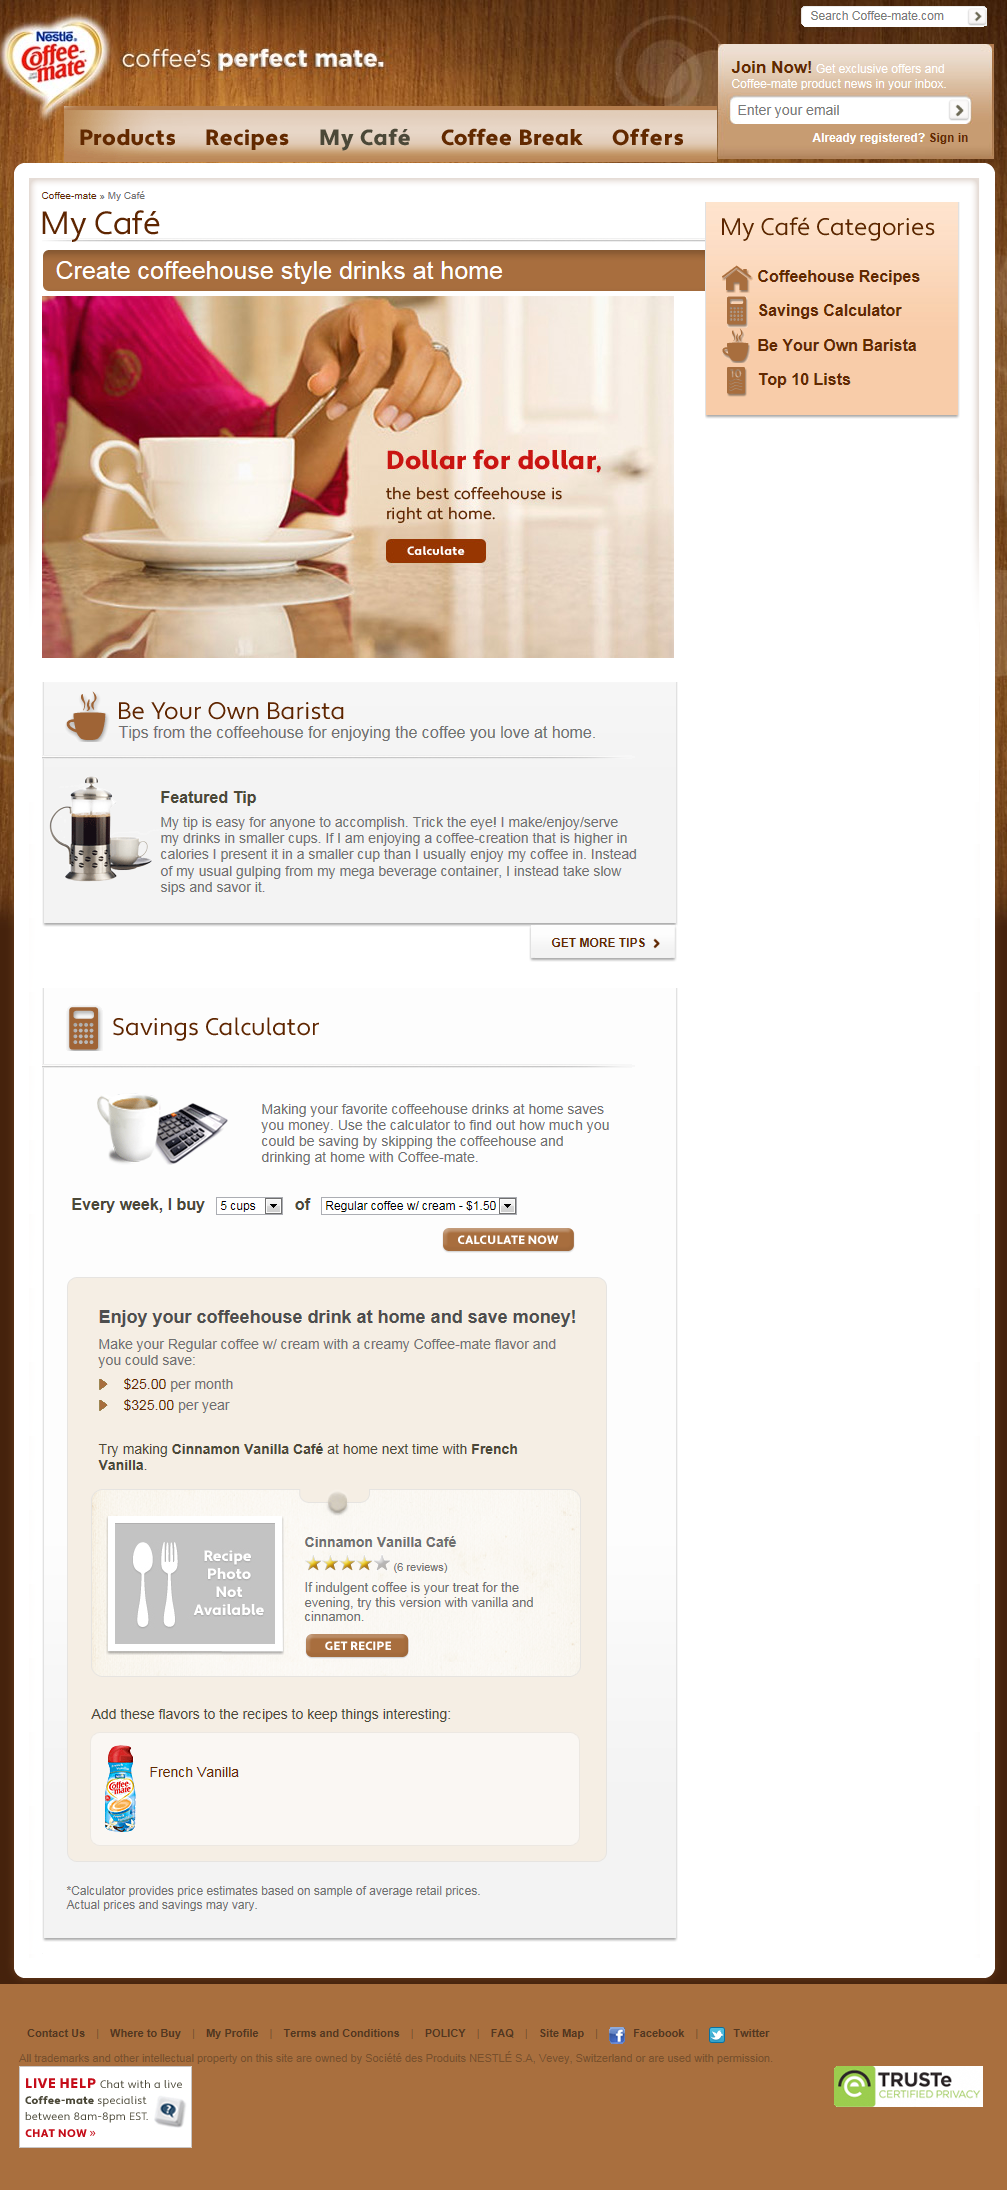 Nestlé
Coffee-mate
coffee's perfect mate.
Search Coffee-mate.com
Join Now! Get exclusive offers and
Coffee-mate product news in your inbox.
Enter your email
Already registered? Sign in
Products Recipes My Café Coffee Break Offers
Coffee-mate » My Café
My Café
Create coffeehouse style drinks at home
My Café Categories
Coffeehouse Recipes
Savings Calculator
Be Your Own Barista
Top 10 Lists
Dollar for dollar,
the best coffeehouse is
right at home.
Calculate
Be Your Own Barista
Tips from the coffeehouse for enjoying the coffee you love at home.
Featured Tip
My tip is easy for anyone to accomplish. Trick the eye! I make/enjoy/serve
my drinks in smaller cups. If I am enjoying a coffee-creation that is higher in
calories I present it in a smaller cup than I usually enjoy my coffee in. Instead
of my usual gulping from my mega beverage container, I instead take slow
sips and savor it.
GET MORE TIPS
Savings Calculator
Making your favorite coffeehouse drinks at home saves
you money. Use the calculator to find out how much you
could be saving by skipping the coffeehouse and
drinking at home with Coffee-mate.
Every week, I buy 5 cups of Regular coffee w/ cream - $1.50
CALCULATE NOW
Enjoy your coffeehouse drink at home and save money!
Make your Regular coffee w/ cream with a creamy Coffee-mate flavor and
you could save:
$25.00 per month
$325.00 per year
Try making Cinnamon Vanilla Café at home next time with French
Vanilla.
Recipe
Photo
Not
Available
Cinnamon Vanilla Café
(6 reviews)
If indulgent coffee is your treat for the
evening, try this version with vanilla and
cinnamon.
GET RECIPE
Add these flavors to the recipes to keep things interesting:
Coffee-mate
French Vanilla
*Calculator provides price estimates based on sample of average retail prices.
Actual prices and savings may vary.
Contact Us | Where to Buy | My Profile | Terms and Conditions | POLICY | FAQ | Site Map | Facebook | Twitter
All trademarks and other intellectual property on this site are owned by Société des Produits NESTLÉ S.A, Vevey, Switzerland or are used with permission.
LIVE HELP Chat with a live
Coffee-mate specialist
between 8am-8pm EST.
CHAT NOW »
TRUSTe
CERTIFIED PRIVACY